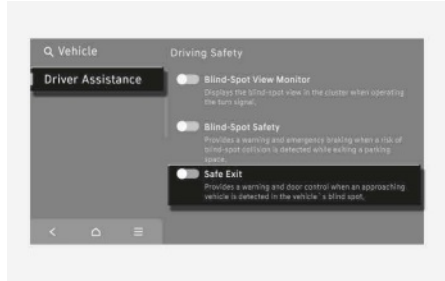 Vehicle
Driving Safety
Driver Assistance
Blind-Spot View Monitor
Displays the blind-spot view in the cluster when operating
the turn signal.
Blind-Spot Safety
Provides a warning and emergency braking when a risk of
blind-spot collision is detected while exiting a parking
space.
Safe Exit
Provides a warning and door control when an approaching
vehicle is detected in the vehicle's blind spot.